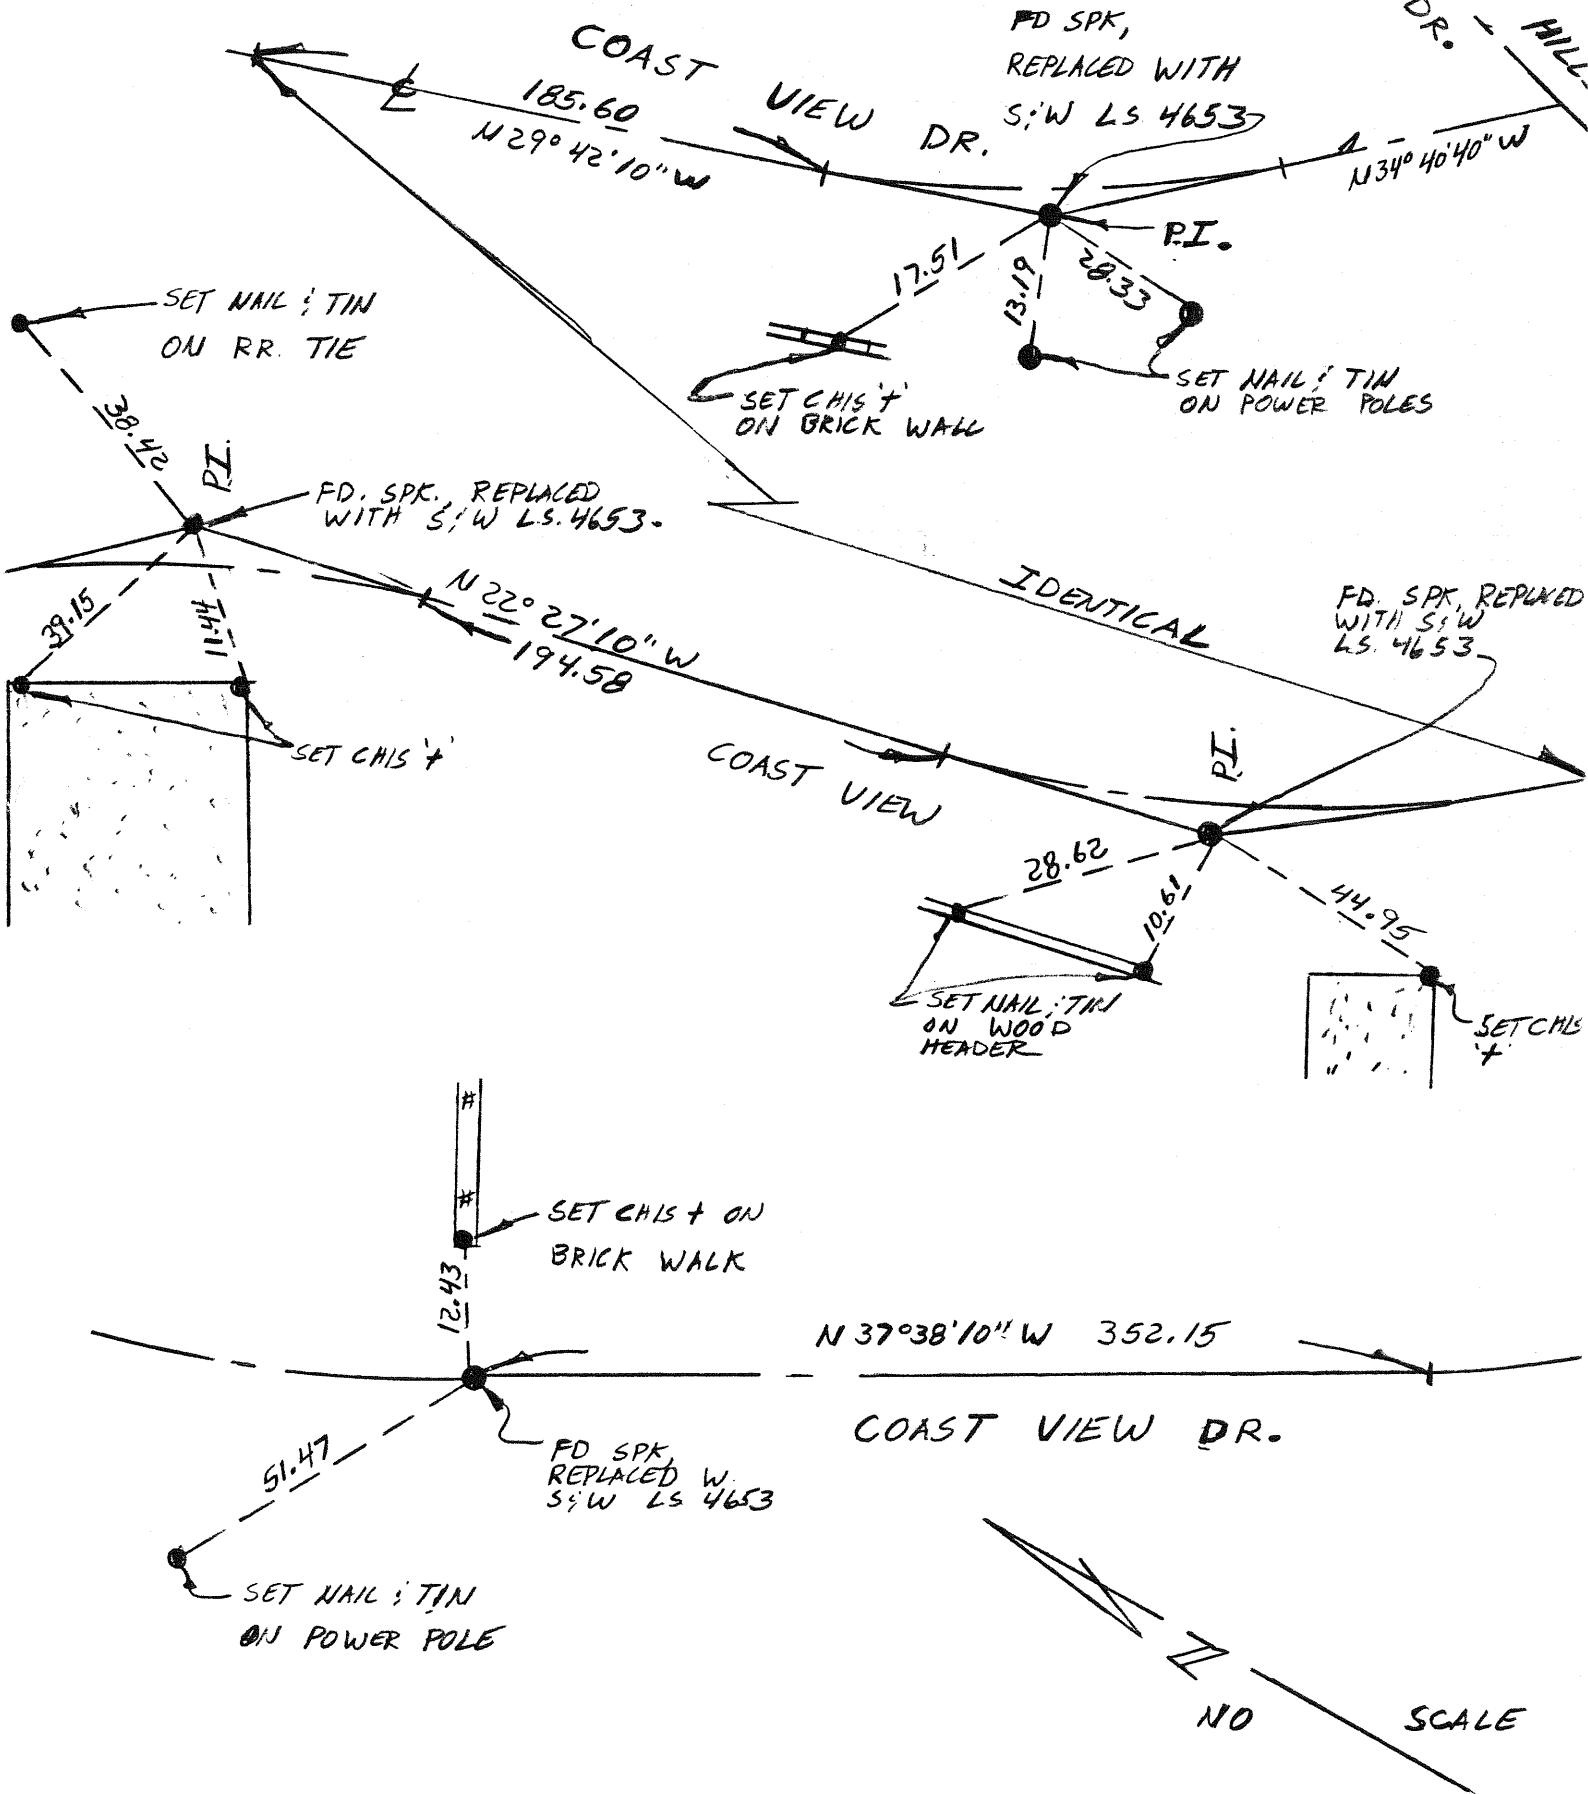 FD SPK,
REPLACED WITH
S&W LS 4653
DR.
HILL
COAST VIEW DR.
℄
185.60
N 29° 42' 10" W
N 34° 40' 40" W
P.I.
17.51
13.19
28.33
SET NAIL & TIN
ON RR. TIE
SET CHIS '+'
ON BRICK WALL
SET NAIL & TIN
ON POWER POLES
38.42
P.I.
FD. SPK., REPLACED
WITH S&W LS. 4653.
39.15
11.44
N 22° 27' 10" W
194.58
IDENTICAL
FD. SPK, REPLACED
WITH S&W
LS. 4653
SET CHIS '+'
COAST VIEW
P.I.
28.62
10.61
44.95
SET NAIL & TIN
ON WOOD
HEADER
SET CHIS
'+'
#
#
SET CHIS + ON
BRICK WALK
12.43
N 37° 38' 10" W 352.15
COAST VIEW DR.
51.47
FD SPK,
REPLACED W.
S&W LS 4653
SET NAIL & TIN
ON POWER POLE
N
NO SCALE